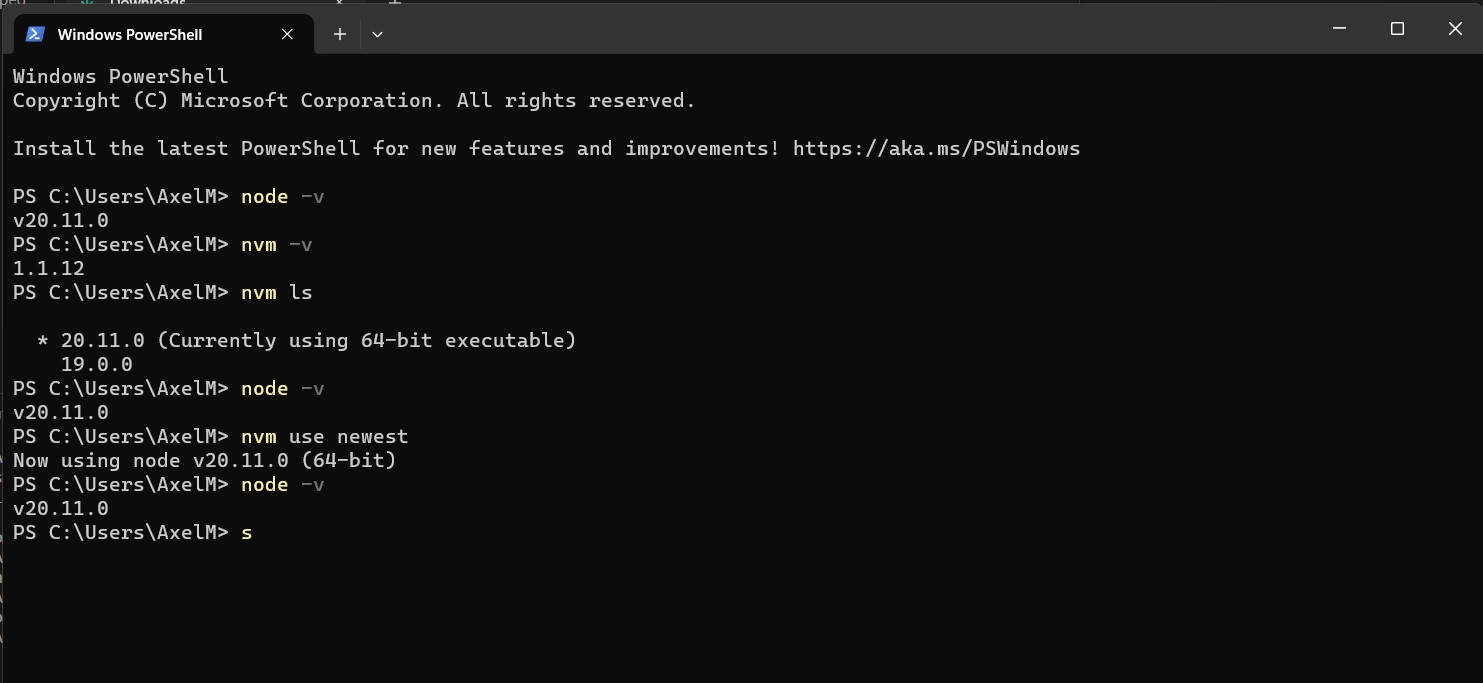 Downloads
Windows PowerShell
Windows PowerShell
Copyright (C) Microsoft Corporation. All rights reserved.
Install the latest PowerShell for new features and improvements! https://aka.ms/PSWindows
PS C:\Users\AxelM> node -v
v20.11.0
PS C:\Users\AxelM> nvm -v
1.1.12
PS C:\Users\AxelM> nvm ls
* 20.11.0 (Currently using 64-bit executable)
19.0.0
PS C:\Users\AxelM> node -v
v20.11.0
PS C:\Users\AxelM> nvm use newest
Now using node v20.11.0 (64-bit)
PS C:\Users\AxelM> node -v
v20.11.0
PS C:\Users\AxelM> s